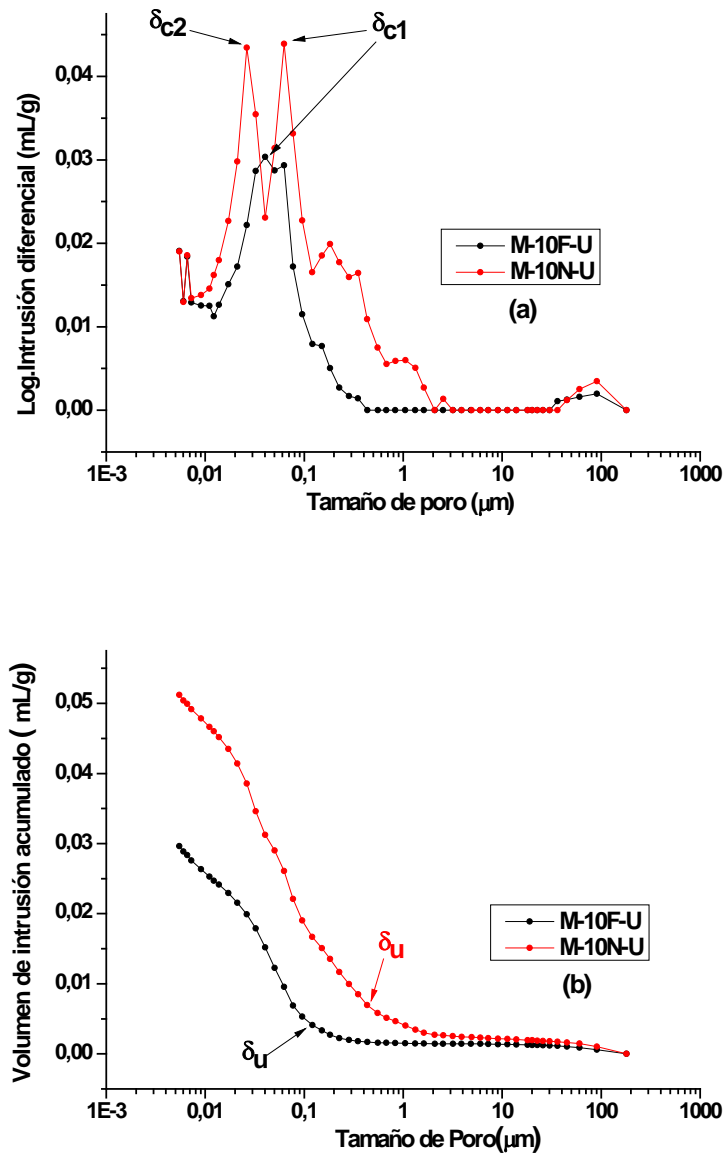 δc2
δc1
0,04
0,03
0,02
0,01
0,00
Log.Intrusión diferencial (mL/g)
M-10F-U
M-10N-U
(a)
1E-3
0,01
0,1
1
10
100
1000
Tamaño de poro (μm)
0,05
0,04
0,03
0,02
0,01
0,00
Volumen de intrusión acumulado ( mL/g)
M-10F-U
M-10N-U
δu
(b)
δu
1E-3
0,01
0,1
1
10
100
1000
Tamaño de Poro(μm)